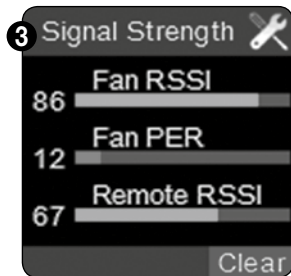 3
Signal Strength
Fan RSSI
86
Fan PER
12
Remote RSSI
67
Clear